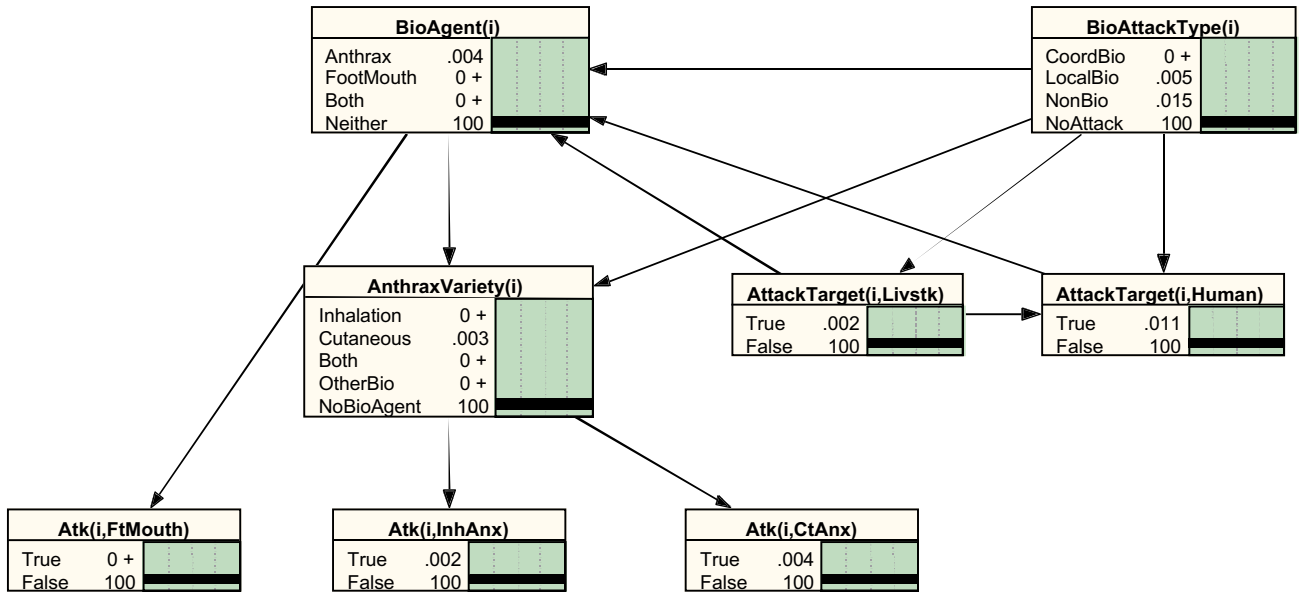 BioAgent(i)
Anthrax .004
FootMouth 0 +
Both 0 +
Neither 100
BioAttackType(i)
CoordBio 0 +
LocalBio .005
NonBio .015
NoAttack 100
AnthraxVariety(i)
Inhalation 0 +
Cutaneous .003
Both 0 +
OtherBio 0 +
NoBioAgent 100
AttackTarget(i,Livstk)
True .002
False 100
AttackTarget(i,Human)
True .011
False 100
Atk(i,FtMouth)
True 0 +
False 100
Atk(i,InhAnx)
True .002
False 100
Atk(i,CtAnx)
True .004
False 100